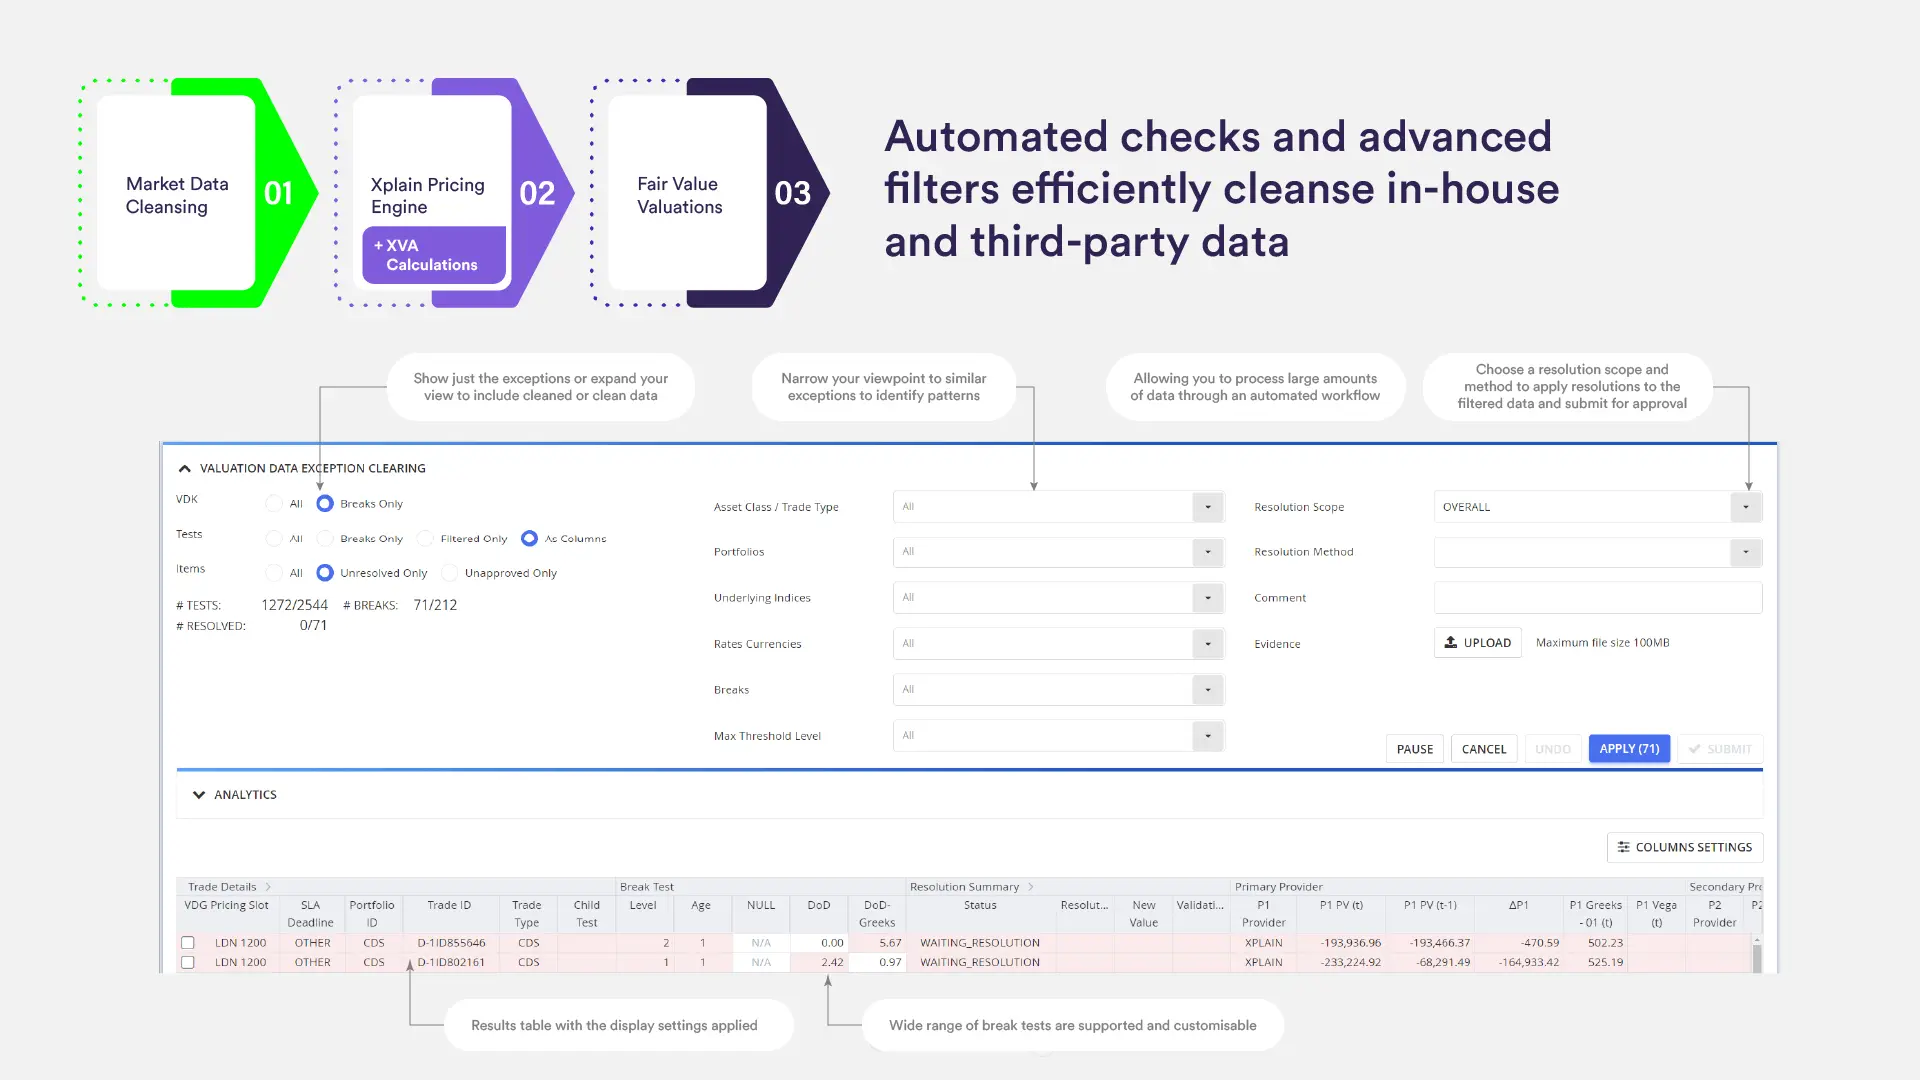 Market Data
Cleansing
01
Xplain Pricing
Engine
+ XVA
Calculations
02
Fair Value
Valuations
03
Automated checks and advanced
filters efficiently cleanse in-house
and third-party data
Show just the exceptions or expand your
view to include cleaned or clean data
Narrow your viewpoint to similar
exceptions to identify patterns
Allowing you to process large amounts
of data through an automated workflow
Choose a resolution scope and
method to apply resolutions to the
filtered data and submit for approval
VALUATION DATA EXCEPTION CLEARING
VDK All Breaks Only
Tests All Breaks Only Filtered Only As Columns
Items All Unresolved Only Unapproved Only
# TESTS: 1272/2544 # BREAKS: 71/212
# RESOLVED: 0/71
Asset Class / Trade Type All
Portfolios All
Underlying Indices All
Rates Currencies All
Breaks All
Max Threshold Level All
Resolution Scope OVERALL
Resolution Method
Comment
Evidence UPLOAD Maximum file size 100MB
PAUSE CANCEL UNDO APPLY (71) SUBMIT
ANALYTICS
COLUMNS SETTINGS
Trade Details > Break Test Resolution Summary > Primary Provider Secondary Pro
VDG Pricing Slot SLA Portfolio Trade ID Trade Child Level Age NULL DoD DoD- Status Resolut... New Validati... P1 P1 PV (t) P1 PV (t-1) ΔP1 P1 Greeks P1 Vega P2 P2
Deadline ID Type Test Greeks Value Provider - 01 (t) (t) Provider
LDN 1200 OTHER CDS D-1ID855646 CDS 2 1 N/A 0.00 5.67 WAITING_RESOLUTION XPLAIN -193,936.96 -193,466.37 -470.59 502.23
LDN 1200 OTHER CDS D-1ID802161 CDS 1 1 N/A 2.42 0.97 WAITING_RESOLUTION XPLAIN -233,224.92 -68,291.49 -164,933.42 525.19
Results table with the display settings applied
Wide range of break tests are supported and customisable